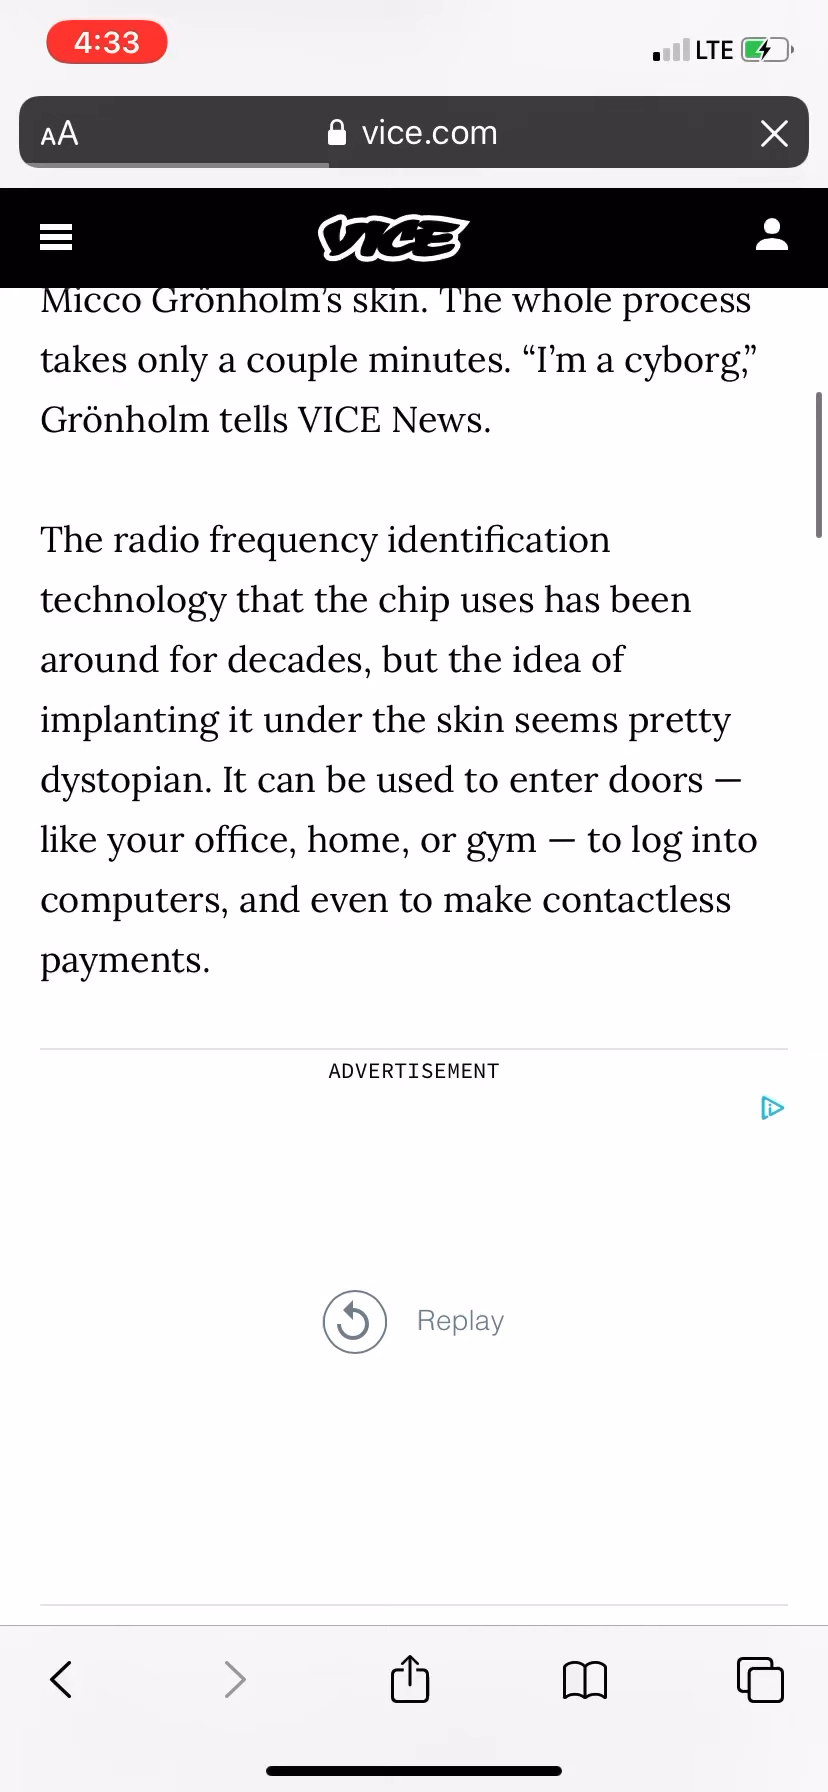 4:33
LTE
AA
vice.com
VICE
Micco Grönholm’s skin. The whole process
takes only a couple minutes. “I’m a cyborg,”
Grönholm tells VICE News.
The radio frequency identification
technology that the chip uses has been
around for decades, but the idea of
implanting it under the skin seems pretty
dystopian. It can be used to enter doors —
like your office, home, or gym — to log into
computers, and even to make contactless
payments.
ADVERTISEMENT
Replay